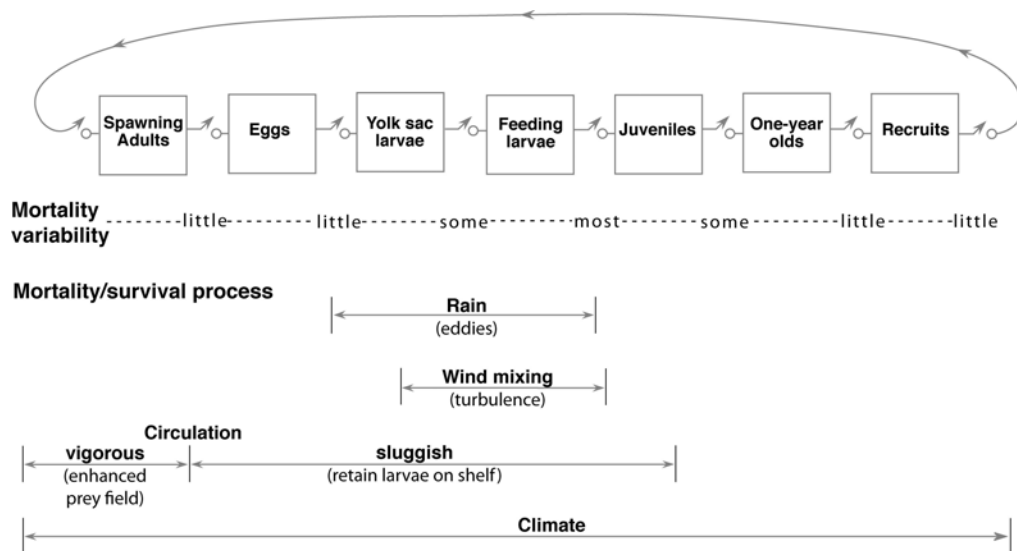 Spawning
Adults
Eggs
Yolk sac
larvae
Feeding
larvae
Juveniles
One-year
olds
Recruits
Mortality
variability
little little some most some little little
Mortality/survival process
Rain
(eddies)
Wind mixing
(turbulence)
Circulation
vigorous
(enhanced
prey field)
sluggish
(retain larvae on shelf)
Climate